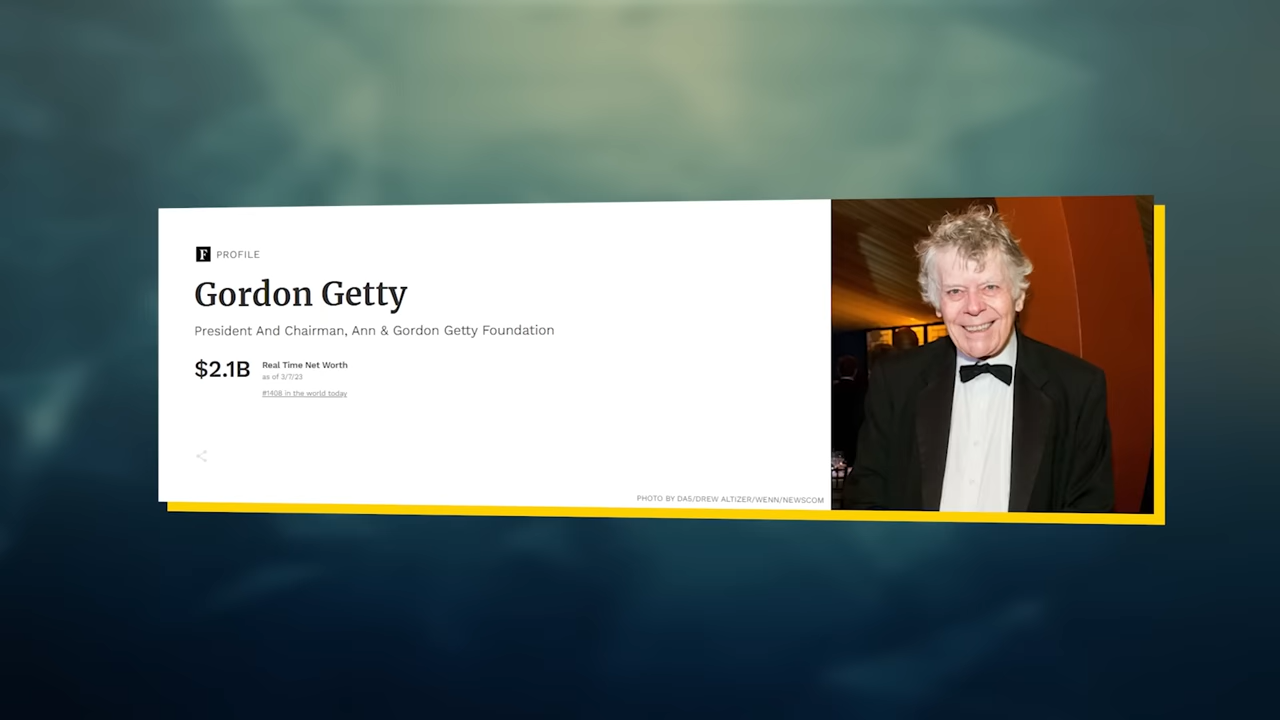 F PROFILE
Gordon Getty
President And Chairman, Ann & Gordon Getty Foundation
$2.1B Real Time Net Worth
as of 3/7/23
#1408 in the world today
PHOTO BY DA5/DREW ALTIZER/WENN/NEWSCOM